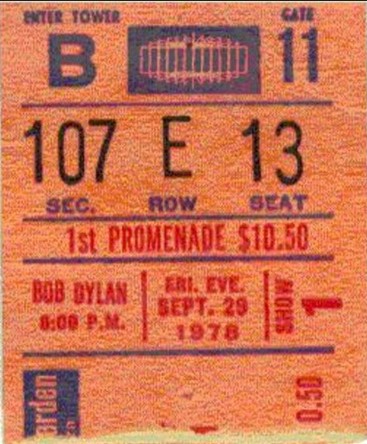 ENTER TOWER
B
GATE
11
107 E 13
SEC. ROW SEAT
1st PROMENADE $10.50
BOB DYLAN
8:00 P.M.
FRI. EVE.
SEPT. 29
1978
SHOW
1
arden
0.50